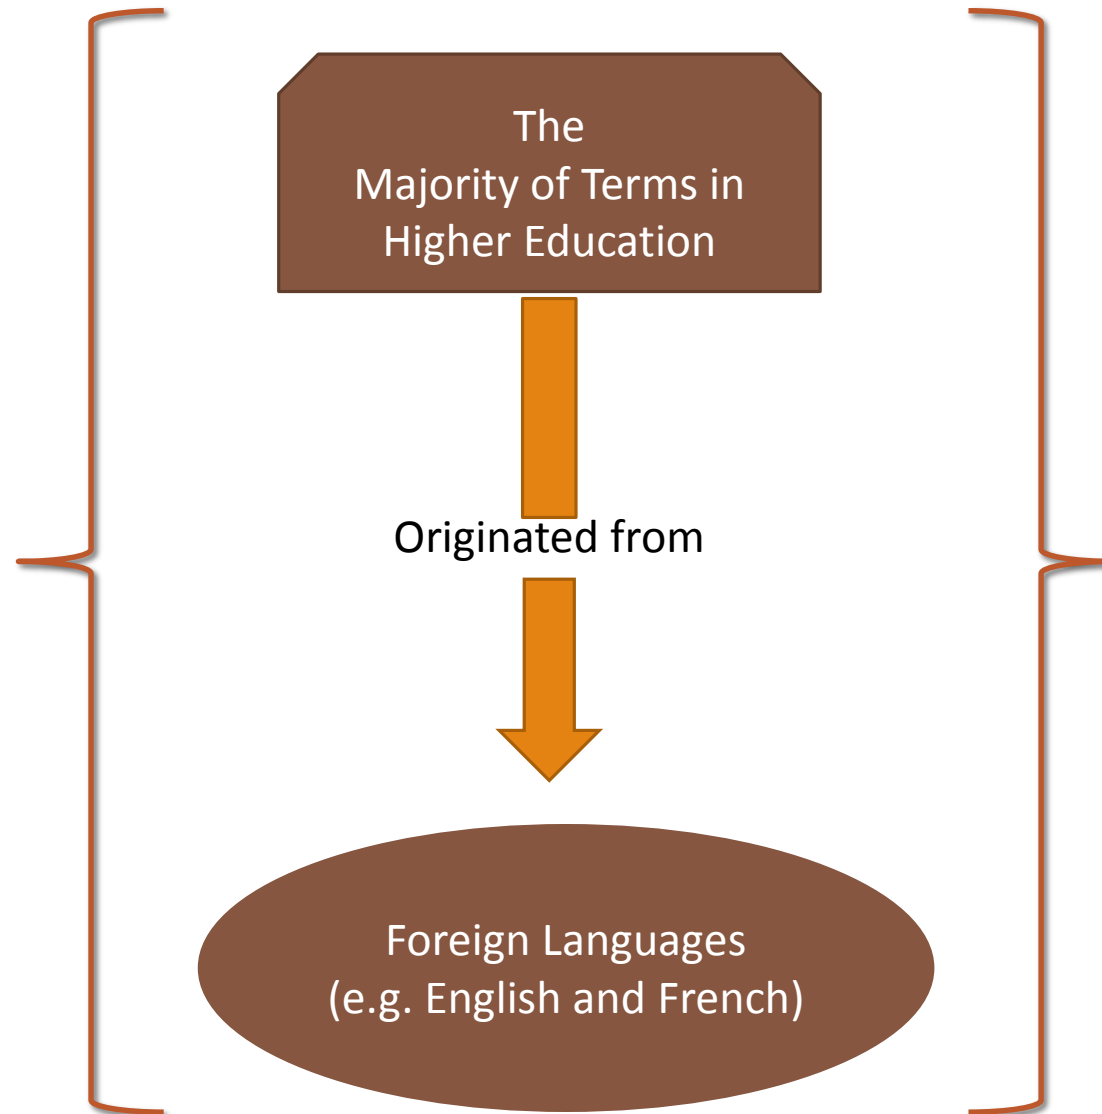 The
Majority of Terms in
Higher Education
Originated from
Foreign Languages
(e.g. English and French)